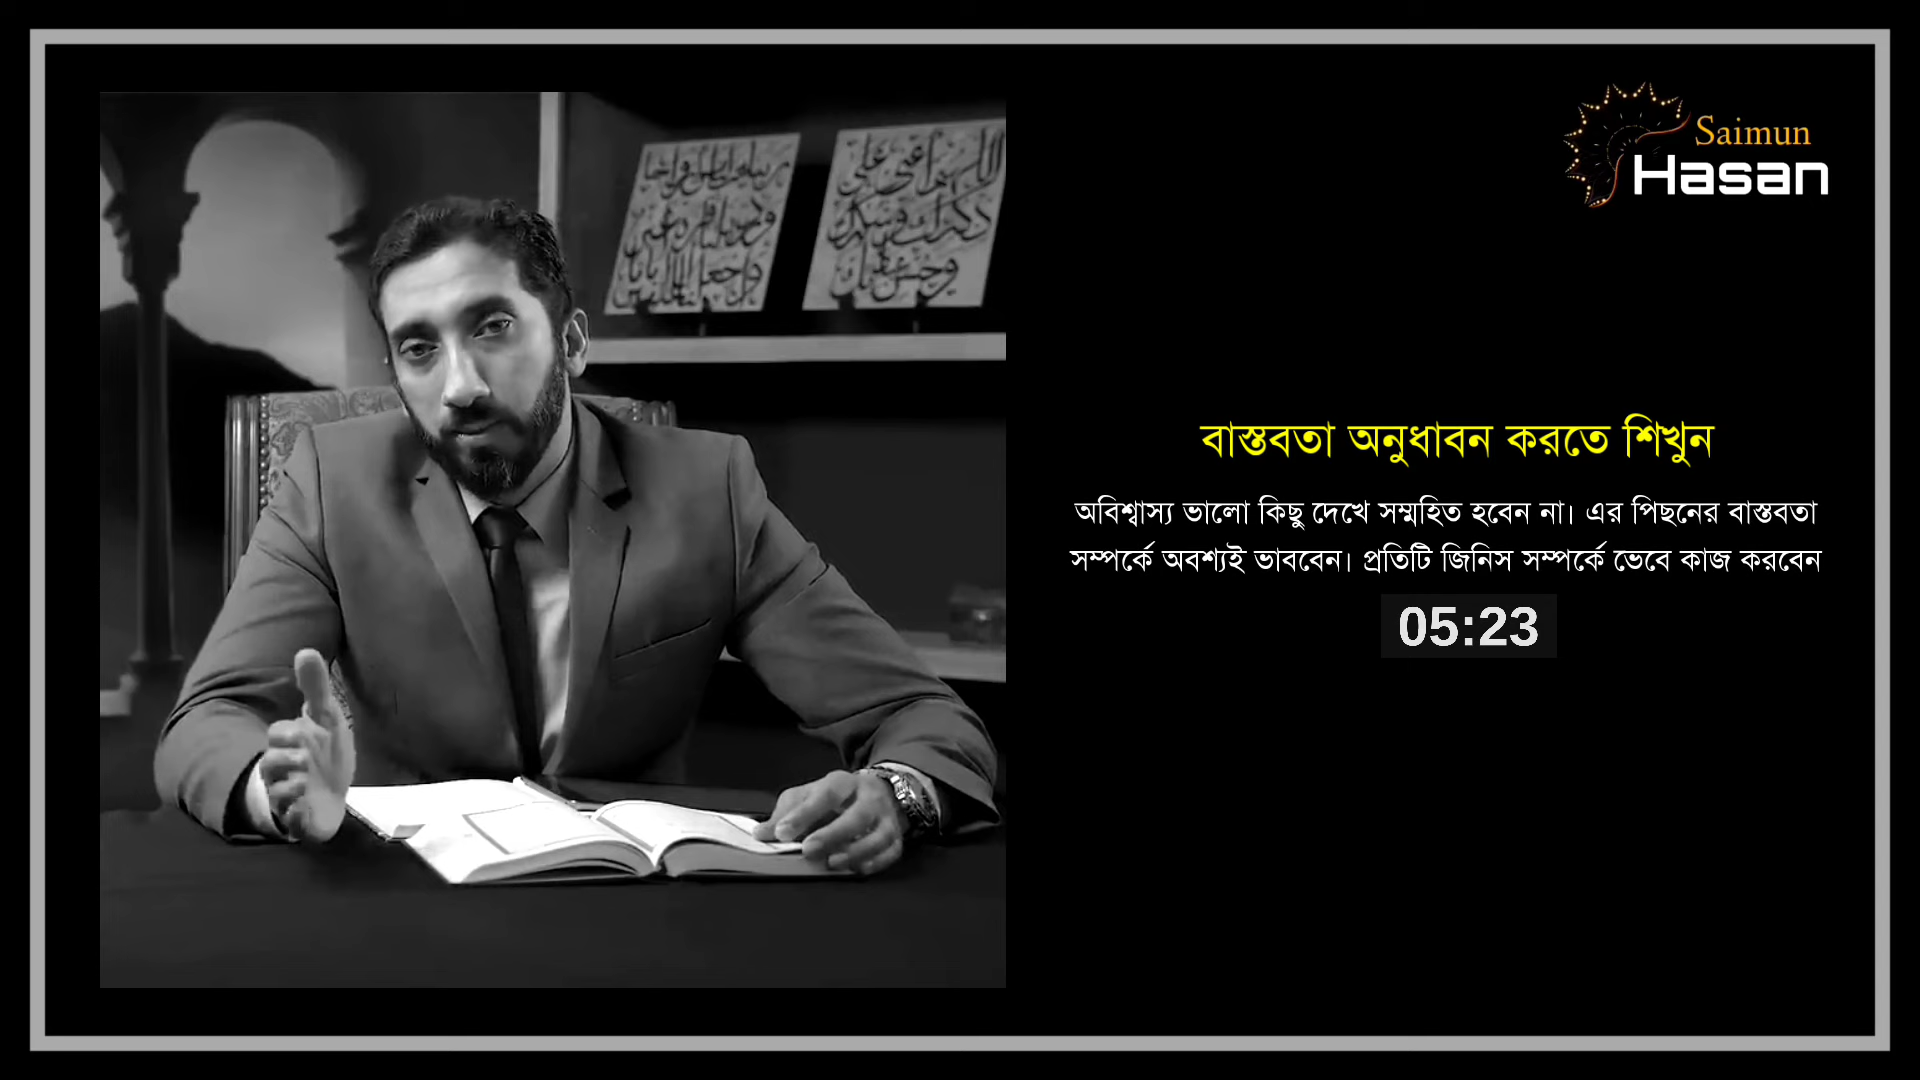 Saimun
Hasan
বাস্তবতা অনুধাবন করতে শিখুন
অবিশ্বাস্য ভালো কিছু দেখে সম্মহিত হবেন না। এর পিছনের বাস্তবতা
সম্পর্কে অবশ্যই ভাববেন। প্রতিটি জিনিস সম্পর্কে ভেবে কাজ করবেন
05:23